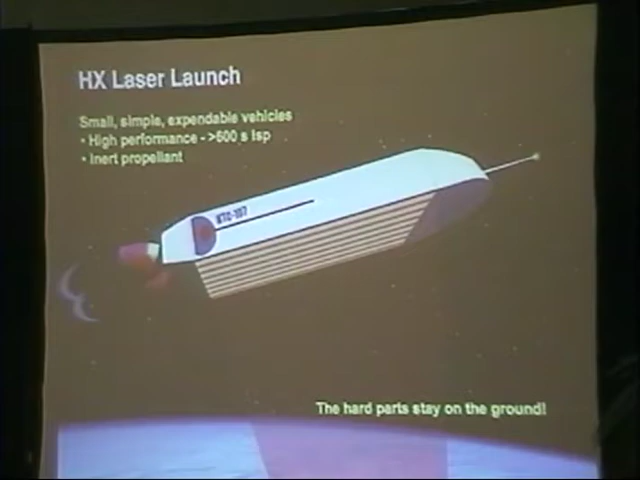 HX Laser Launch
Small, simple, expendable vehicles
• High performance - >600 s Isp
• Inert propellant
The hard parts stay on the ground!